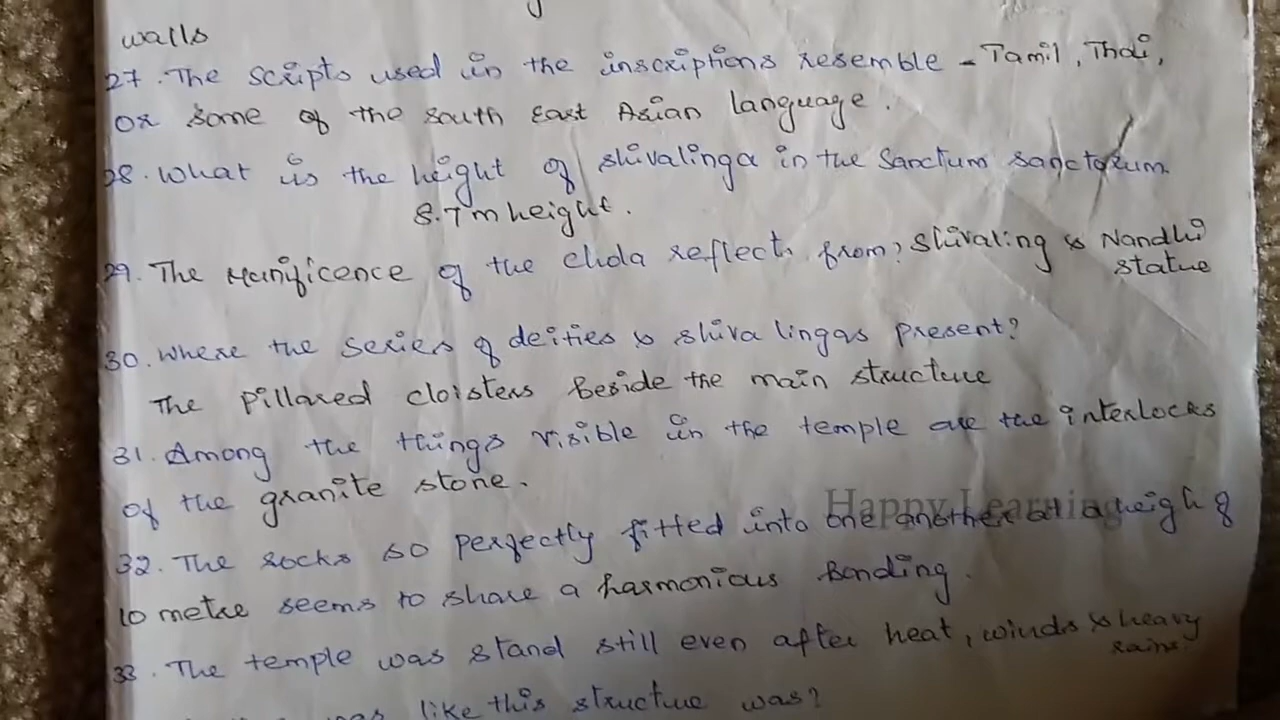 walls
27. The scripts used in the inscriptions resemble - Tamil, Thai,
or some of the south East Asian language.
28. What is the height of shivalinga in the Sanctum sanctorum
8.7m height.
29. The Munificence of the chola reflects from? Shivaling & Nandhi
statue
30. Where the series of deities & shiva lingas present?
The pillared cloisters Beside the main structure
31. Among the things visible in the temple are the interlocks
of the granite stone.
Happy Learning
32. The rocks so perfectly fitted into one another at a heigh of
10 metre seems to share a harmonious Bonding.
33. The temple was stand still even after heat, winds & heavy
rains.
like this structure was?